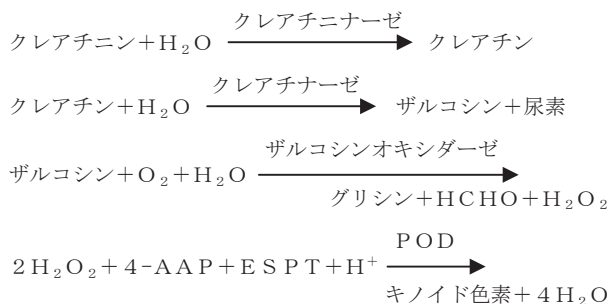 クレアチニナーゼ
クレアチニン＋Ｈ₂Ｏ → クレアチン
クレアチナーゼ
クレアチン＋Ｈ₂Ｏ → ザルコシン＋尿素
ザルコシンオキシダーゼ
ザルコシン＋Ｏ₂＋Ｈ₂Ｏ →
グリシン＋ＨＣＨＯ＋Ｈ₂Ｏ₂
ＰＯＤ
２Ｈ₂Ｏ₂＋４-ＡＡＰ＋ＥＳＰＴ＋Ｈ⁺ →
キノイド色素＋４Ｈ₂Ｏ